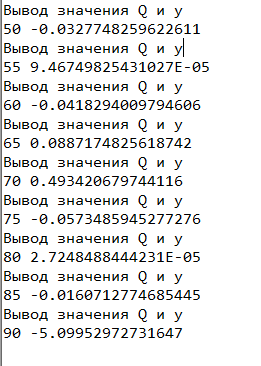 Вывод значения Q и y
50 -0.0327748259622611
Вывод значения Q и y
55 9.46749825431027E-05
Вывод значения Q и y
60 -0.0418294009794606
Вывод значения Q и y
65 0.0887174825618742
Вывод значения Q и y
70 0.493420679744116
Вывод значения Q и y
75 -0.0573485945277276
Вывод значения Q и y
80 2.7248488444231E-05
Вывод значения Q и y
85 -0.0160712774685445
Вывод значения Q и y
90 -5.09952972731647